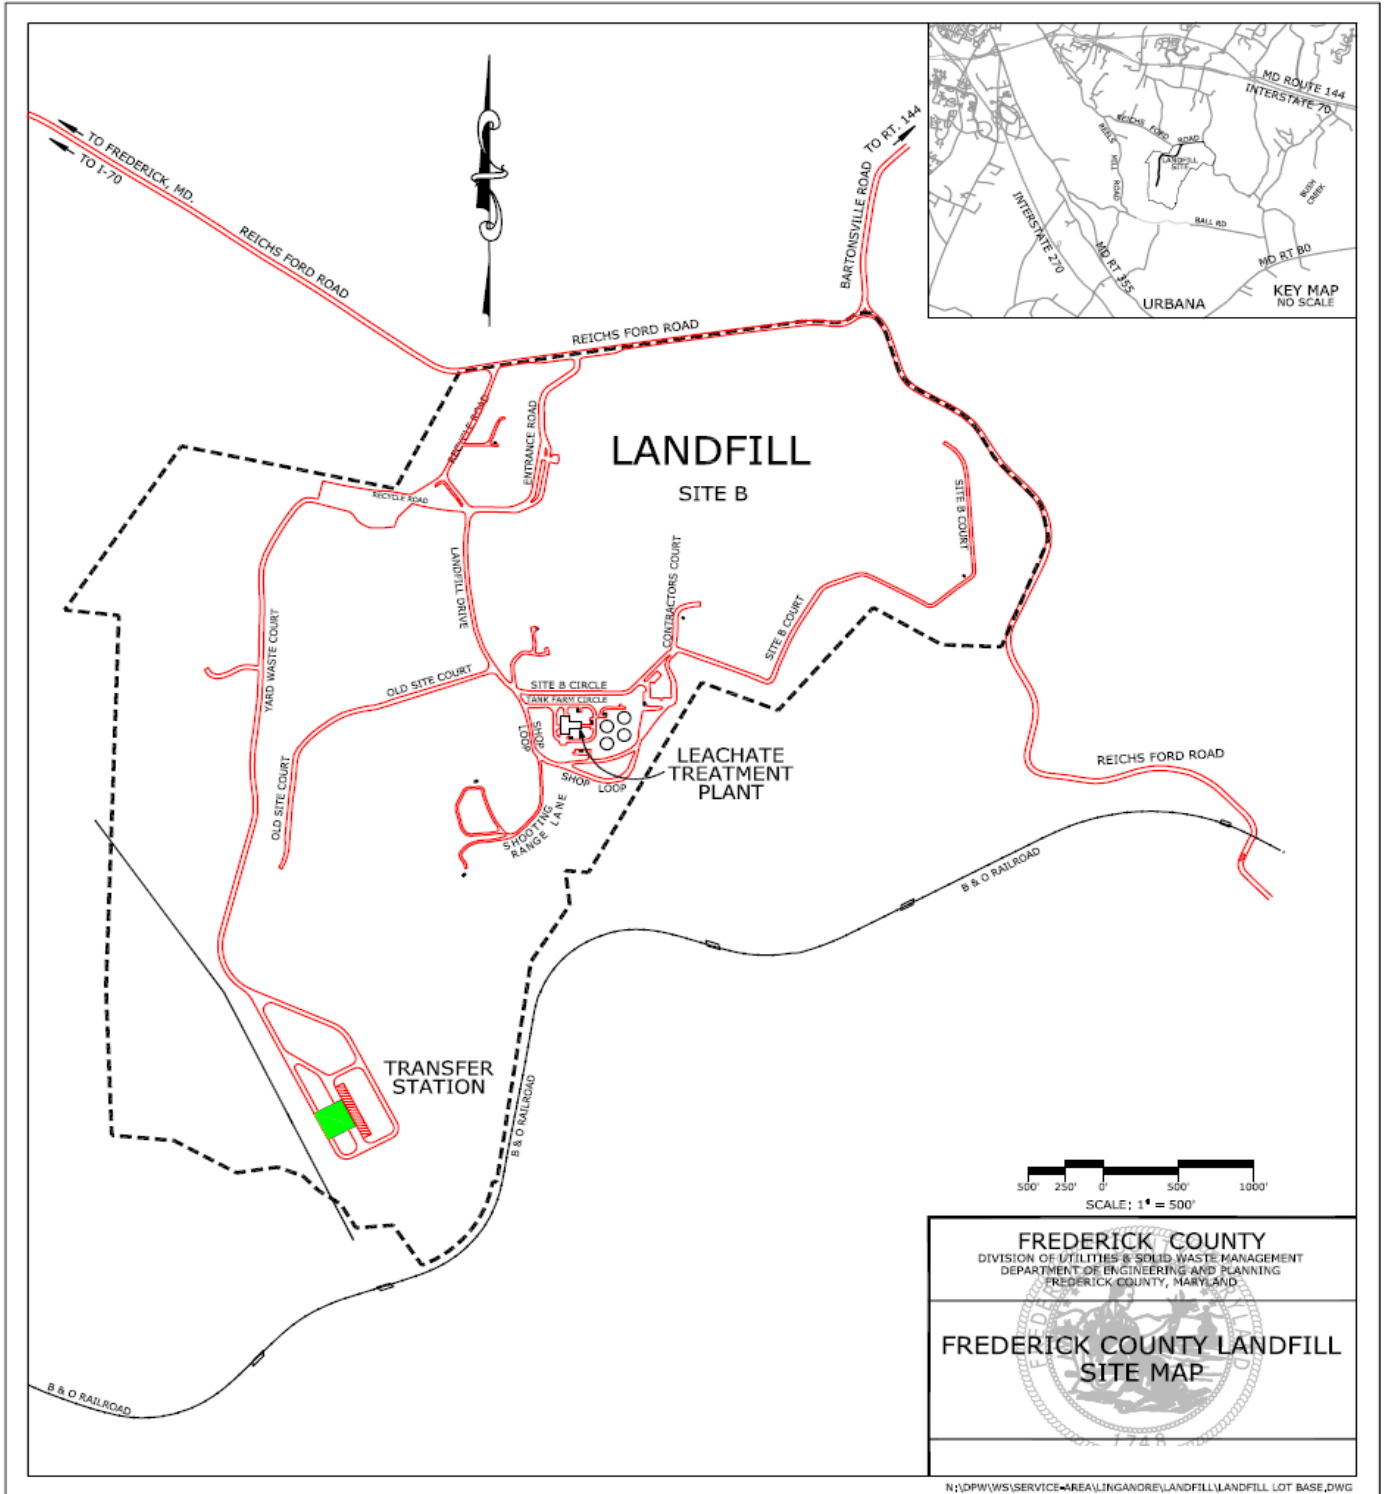 TO FREDERICK, MD.
TO I-70
REICHS FORD ROAD
REICHS FORD ROAD
BARTONSVILLE ROAD
TO RT. 144
MD ROUTE 144
INTERSTATE 70
REICHS FORD ROAD
REELS MILL ROAD
LANDFILL
SITE
BUSH
CREEK
BALL RD
INTERSTATE 270
MD RT 355
MD RT 80
URBANA
KEY MAP
NO SCALE
RECYCLE ROAD
ENTRANCE ROAD
LANDFILL
SITE B
RECYCLE ROAD
SITE B COURT
LANDFILL DRIVE
CONTRACTORS COURT
SITE B COURT
YARD WASTE COURT
OLD SITE COURT
SITE B CIRCLE
TANK FARM CIRCLE
SHOP
LOOP
LEACHATE
TREATMENT
PLANT
SHOP LOOP
OLD SITE COURT
SHOOTING
RANGE LANE
REICHS FORD ROAD
B & O RAILROAD
TRANSFER
STATION
B & O RAILROAD
B & O RAILROAD
500' 250' 0' 500' 1000'
SCALE: 1" = 500'
FREDERICK COUNTY
DIVISION OF UTILITIES & SOLID WASTE MANAGEMENT
DEPARTMENT OF ENGINEERING AND PLANNING
FREDERICK COUNTY, MARYLAND
FREDERICK COUNTY LANDFILL
SITE MAP
1748
N:\DPW\WS\SERVICE-AREA\LINGANORE\LANDFILL\LANDFILL LOT BASE.DWG